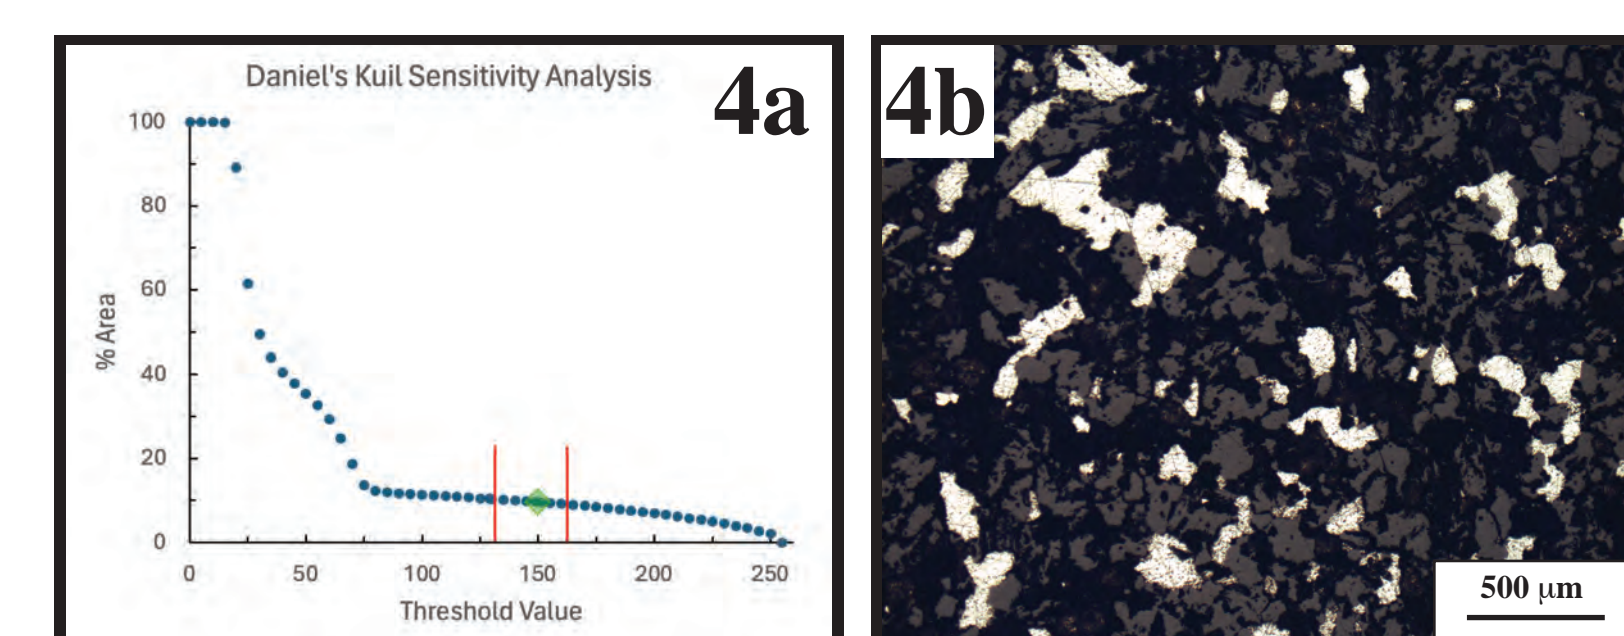 Daniel's Kuil Sensitivity Analysis
4a
100
80
60
40
20
0
% Area
0 50 100 150 200 250
Threshold Value
4b
500 μm